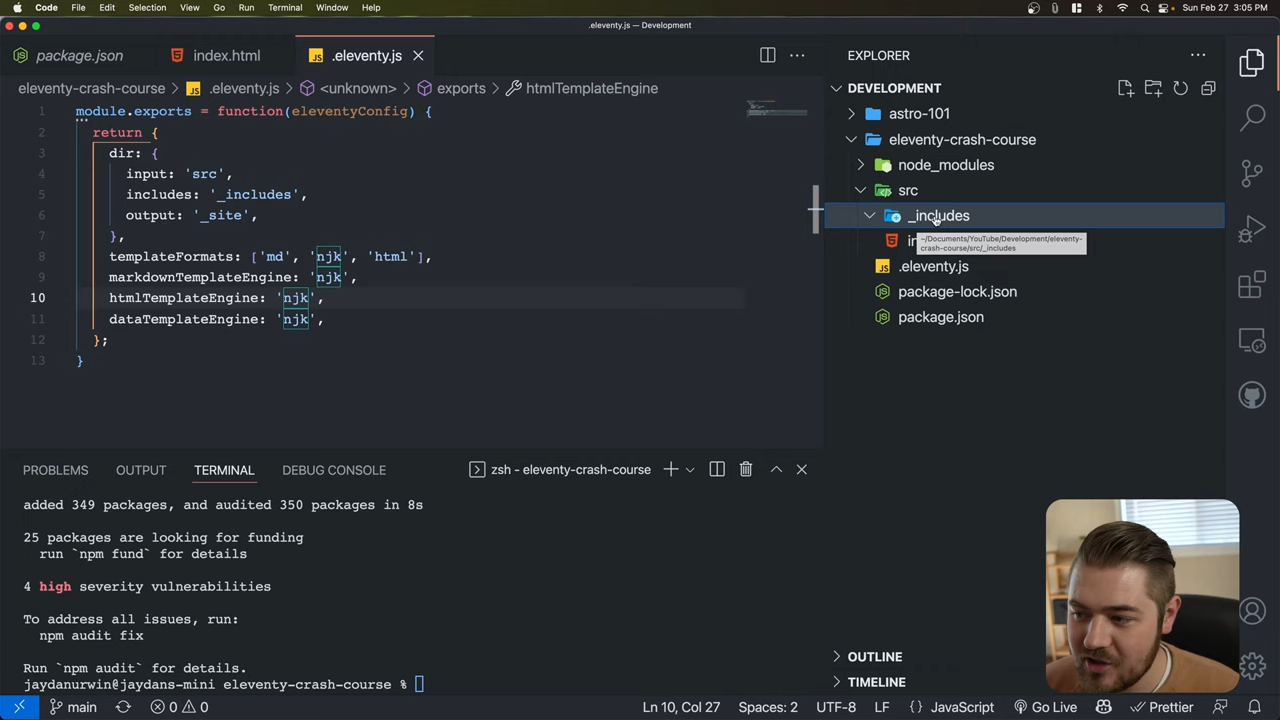 Code File Edit Selection View Go Run Terminal Window Help Sun Feb 27 3:05 PM
.eleventy.js — Development
package.json index.html .eleventy.js
eleventy-crash-course > .eleventy.js > <unknown> > exports > htmlTemplateEngine
1 module.exports = function(eleventyConfig) {
2 return {
3 dir: {
4 input: 'src',
5 includes: '_includes',
6 output: '_site',
7 },
8 templateFormats: ['md', 'njk', 'html'],
9 markdownTemplateEngine: 'njk',
10 htmlTemplateEngine: 'njk',
11 dataTemplateEngine: 'njk',
12 };
13 }
EXPLORER
DEVELOPMENT
astro-101
eleventy-crash-course
node_modules
src
_includes
~/Documents/YouTube/Development/eleventy-
crash-course/src/_includes
.eleventy.js
package-lock.json
package.json
OUTLINE
TIMELINE
PROBLEMS OUTPUT TERMINAL DEBUG CONSOLE zsh - eleventy-crash-course
added 349 packages, and audited 350 packages in 8s
25 packages are looking for funding
run `npm fund` for details
4 high severity vulnerabilities
To address all issues, run:
npm audit fix
Run `npm audit` for details.
jaydanurwin@jaydans-mini eleventy-crash-course %
main 0 0 Ln 10, Col 27 Spaces: 2 UTF-8 LF {} JavaScript Go Live Prettier